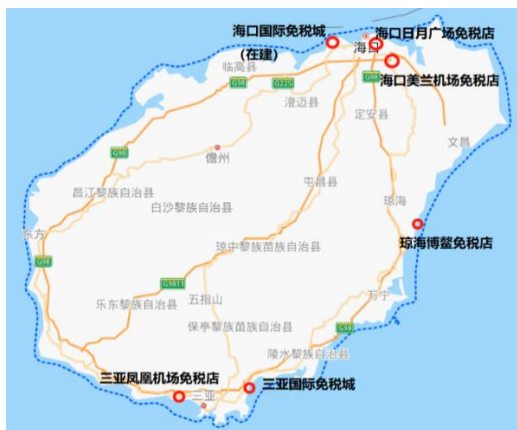 海口国际免税城
海口日月广场免税店
海口
(在建)
海口美兰机场免税店
临高县
G98
G225
G98
澄迈县
定安县
文昌
G98
儋州
屯昌县
昌江黎族自治县
白沙黎族自治县
琼海
东方
琼中黎族苗族自治县
琼海博鳌免税店
G98
G9811
乐东黎族自治县
五指山
万宁
保亭黎族苗族自治县
G98
陵水黎族自治县
三亚凤凰机场免税店
三亚国际免税城
三亚